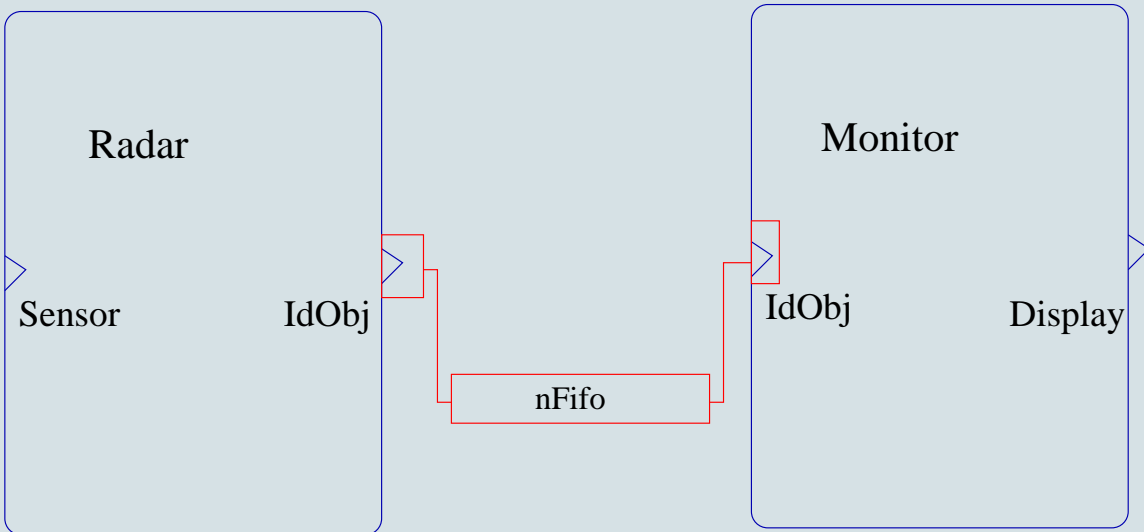 Radar
Monitor
Sensor
IdObj
IdObj
Display
nFifo